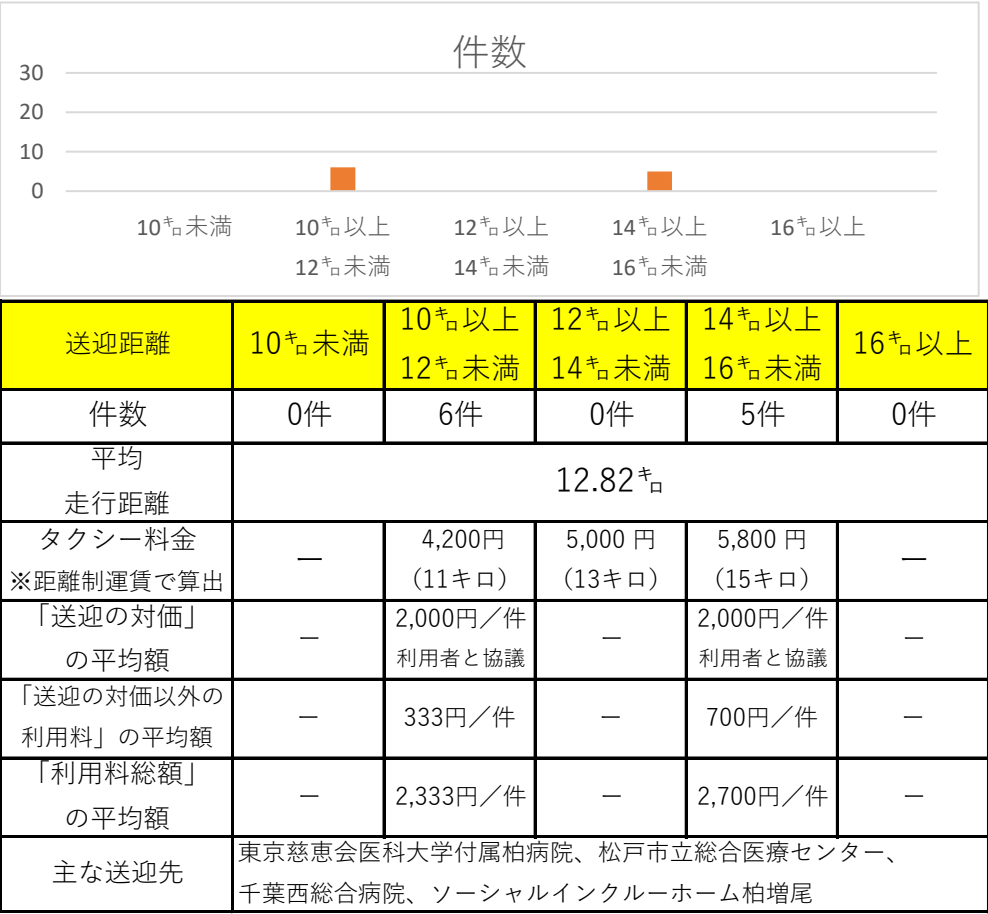 件数
30
20
10
0
10㌔未満 10㌔以上 12㌔以上 14㌔以上 16㌔以上
12㌔未満 14㌔未満 16㌔未満
送迎距離 10㌔未満 10㌔以上 12㌔以上 14㌔以上 16㌔以上
12㌔未満 14㌔未満 16㌔未満
件数 0件 6件 0件 5件 0件
平均
走行距離
12.82㌔
タクシー料金
※距離制運賃で算出
― 4,200円 5,000 円 5,800 円 ―
(11キロ) (13キロ) (15キロ)
「送迎の対価」
の平均額
― 2,000円／件 ― 2,000円／件 ―
利用者と協議 利用者と協議
「送迎の対価以外の
利用料」の平均額
― 333円／件 ― 700円／件 ―
「利用料総額」
の平均額
― 2,333円／件 ― 2,700円／件 ―
主な送迎先
東京慈恵会医科大学付属柏病院、松戸市立総合医療センター、
千葉西総合病院、ソーシャルインクルーホーム柏増尾